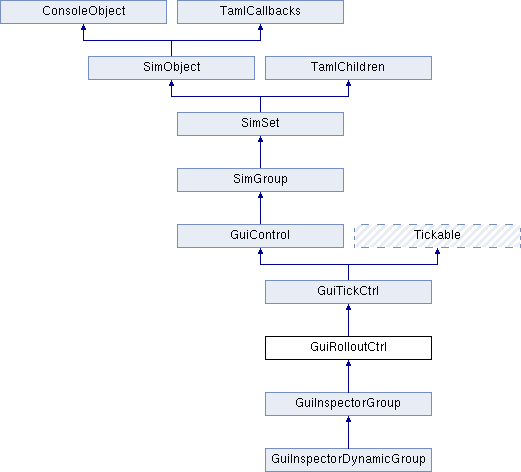 ConsoleObject
TamlCallbacks
SimObject
TamlChildren
SimSet
SimGroup
GuiControl
Tickable
GuiTickCtrl
GuiRolloutCtrl
GuiInspectorGroup
GuiInspectorDynamicGroup